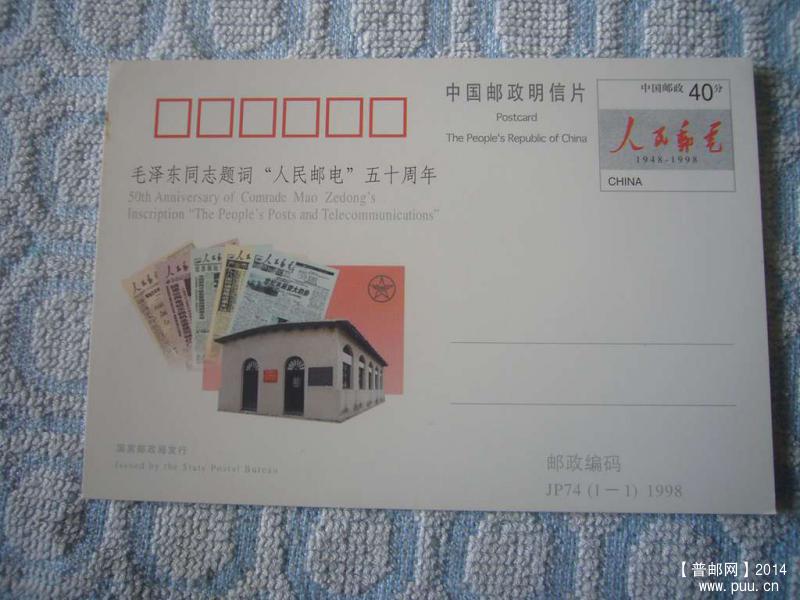 中国邮政明信片
Postcard
The People's Republic of China
中国邮政 40分
人民邮电
1948-1998
CHINA
毛泽东同志题词“人民邮电”五十周年
50th Anniversary of Comrade Mao Zedong's
Inscription "The People's Posts and Telecommunications"
人民邮电
国家邮政局发行
Issued by the State Postal Bureau
邮政编码
JP74 (1-1) 1998
【普邮网】2014
www.puu.cn